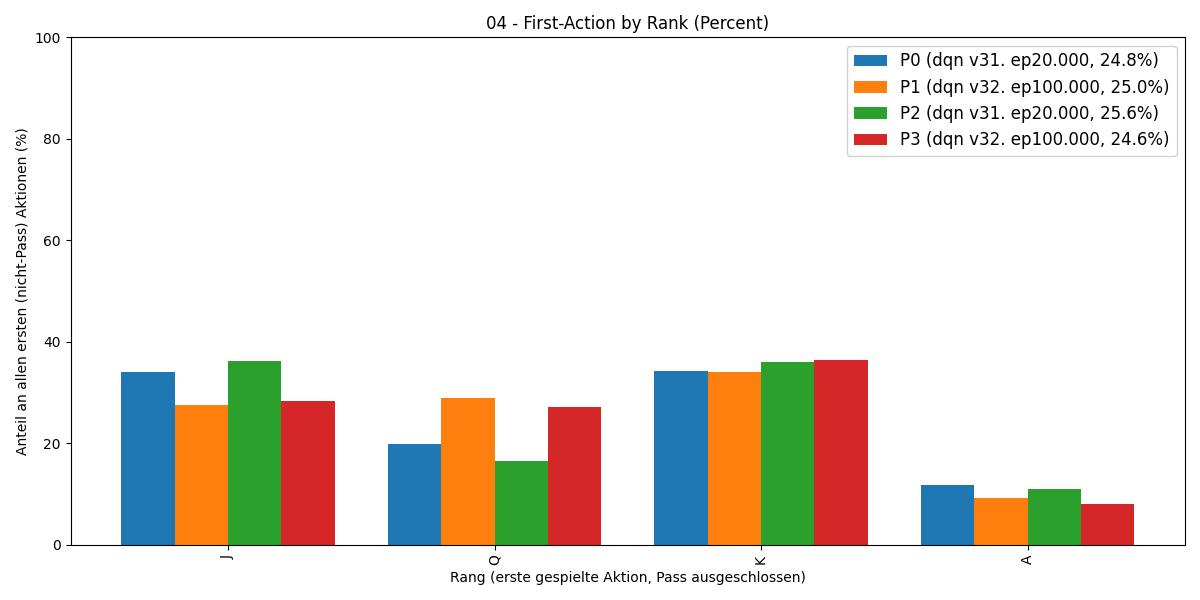 04 - First-Action by Rank (Percent)
Anteil an allen ersten (nicht-Pass) Aktionen (%)
100
80
60
40
20
0
P0 (dqn v31. ep20.000, 24.8%)
P1 (dqn v32. ep100.000, 25.0%)
P2 (dqn v31. ep20.000, 25.6%)
P3 (dqn v32. ep100.000, 24.6%)
J
Q
K
A
Rang (erste gespielte Aktion, Pass ausgeschlossen)